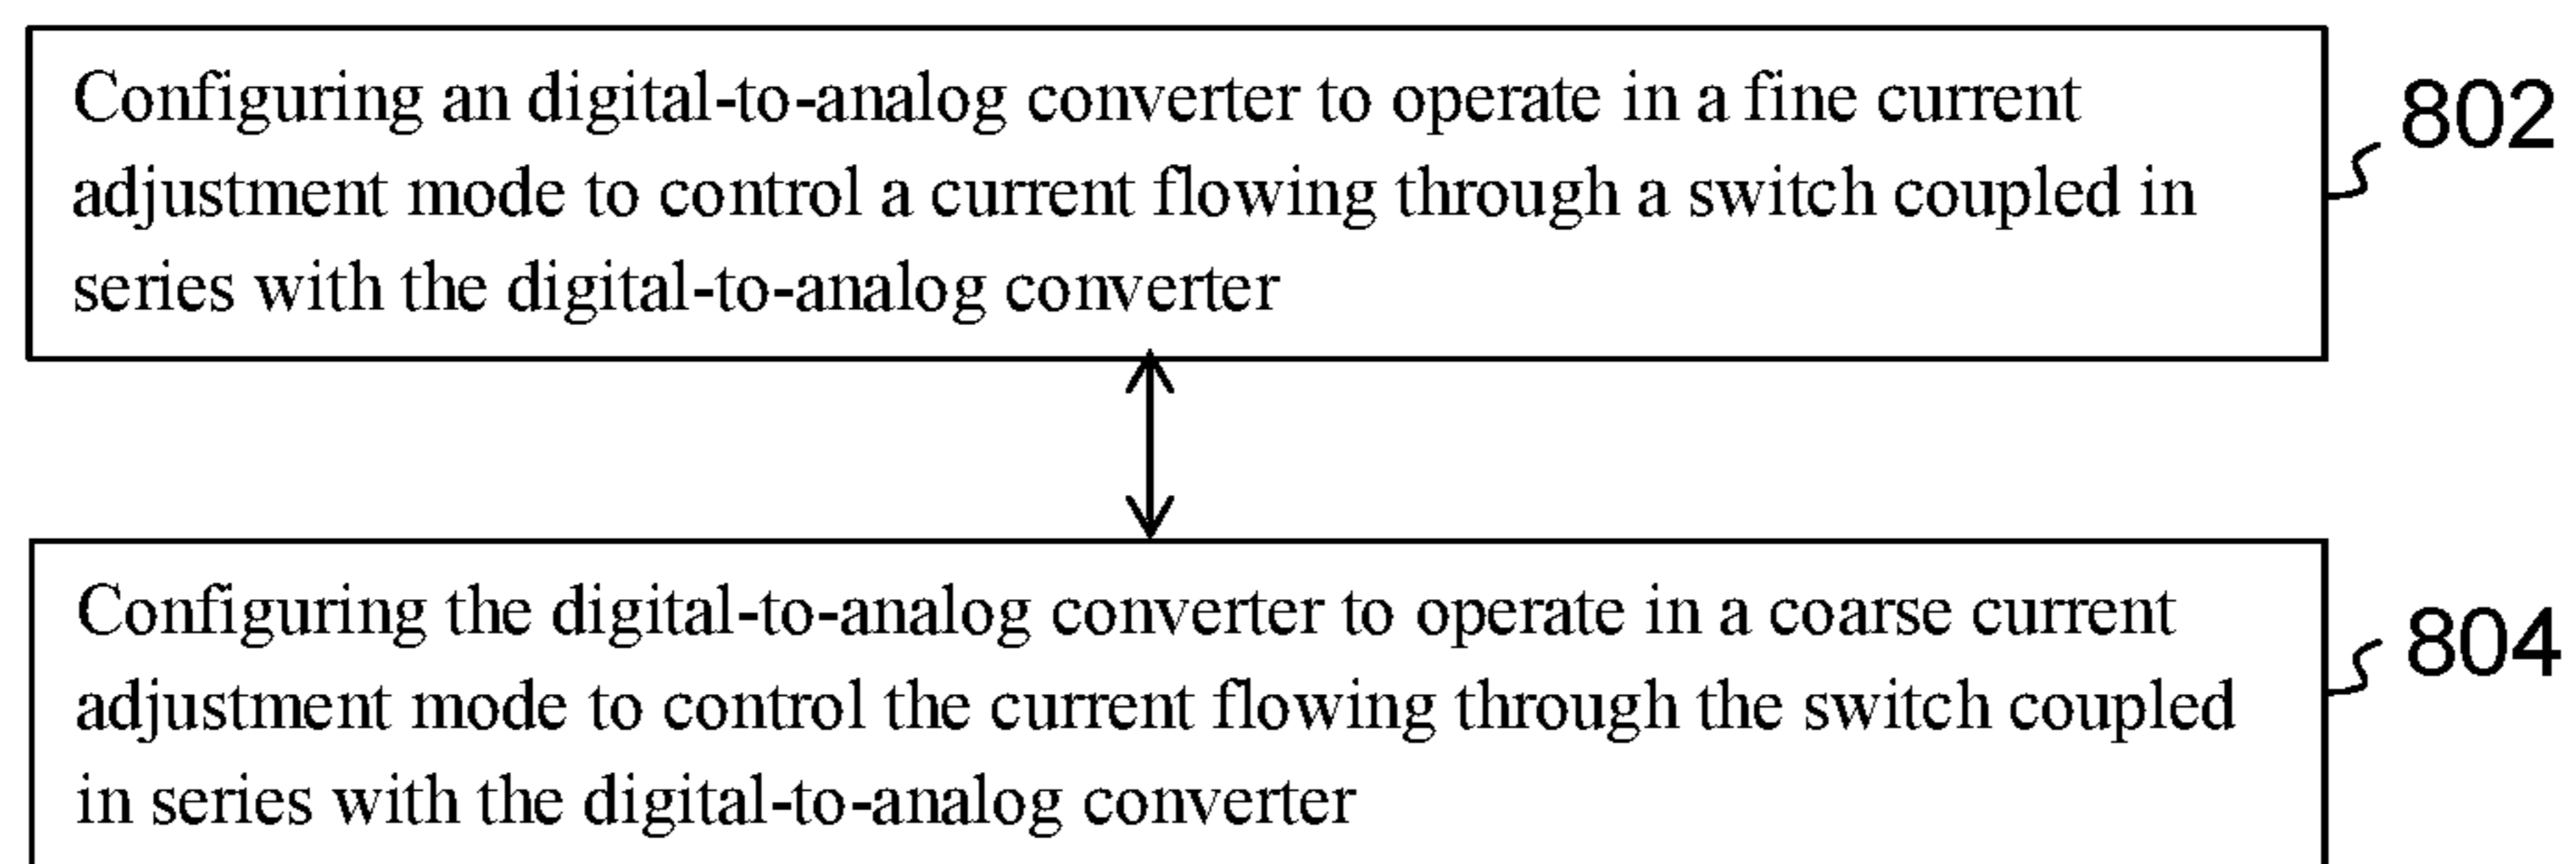 Configuring an digital-to-analog converter to operate in a fine current
adjustment mode to control a current flowing through a switch coupled in
series with the digital-to-analog converter
802
Configuring the digital-to-analog converter to operate in a coarse current
adjustment mode to control the current flowing through the switch coupled
in series with the digital-to-analog converter
804